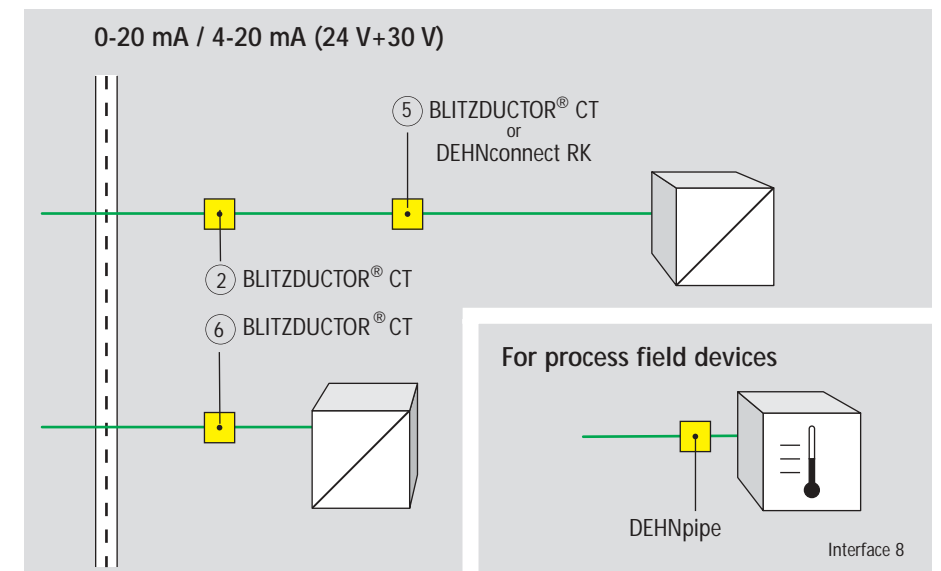 0-20 mA / 4-20 mA (24 V+30 V)
5 BLITZDUCTOR® CT
or
DEHNconnect RK
2 BLITZDUCTOR® CT
6 BLITZDUCTOR® CT
For process field devices
DEHNpipe
Interface 8